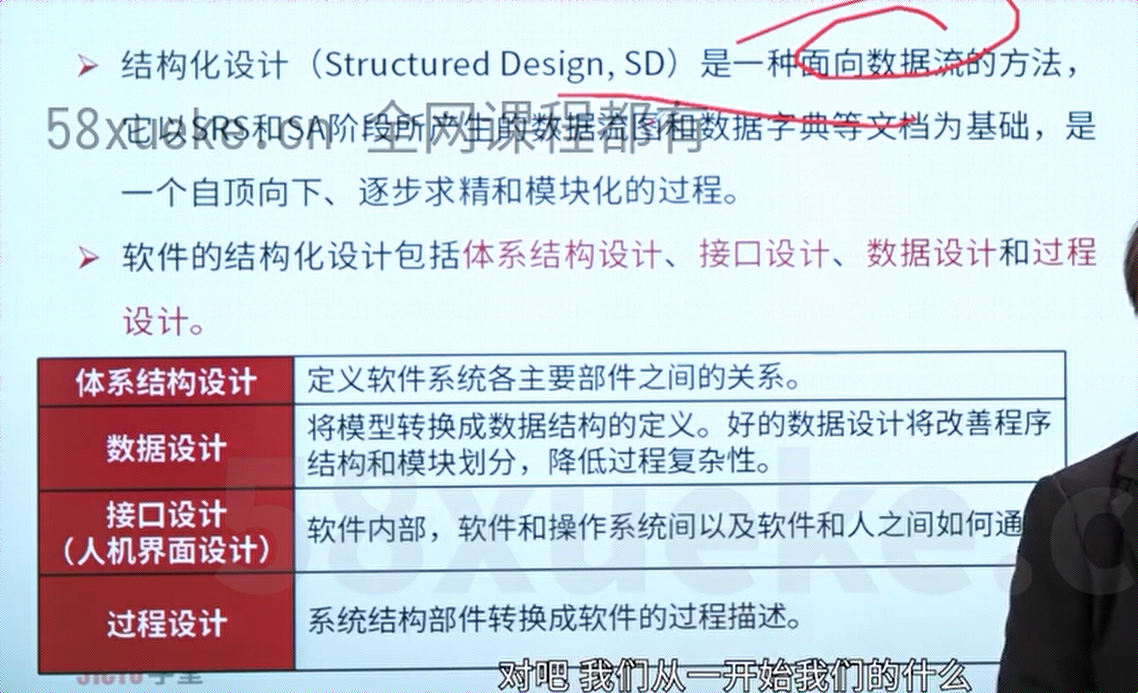 结构化设计（Structured Design, SD）是一种面向数据流的方法，
它以SRS和SA阶段所产生的数据流图和数据字典等文档为基础，是
58xueke.cn 全网课程都有
一个自顶向下、逐步求精和模块化的过程。
软件的结构化设计包括体系结构设计、接口设计、数据设计和过程
设计。
体系结构设计 定义软件系统各主要部件之间的关系。
数据设计 将模型转换成数据结构的定义。好的数据设计将改善程序
结构和模块划分，降低过程复杂性。
接口设计
（人机界面设计） 软件内部，软件和操作系统间以及软件和人之间如何通
58xueke.c
过程设计 系统结构部件转换成软件的过程描述。
对吧 我们从一开始我们的什么